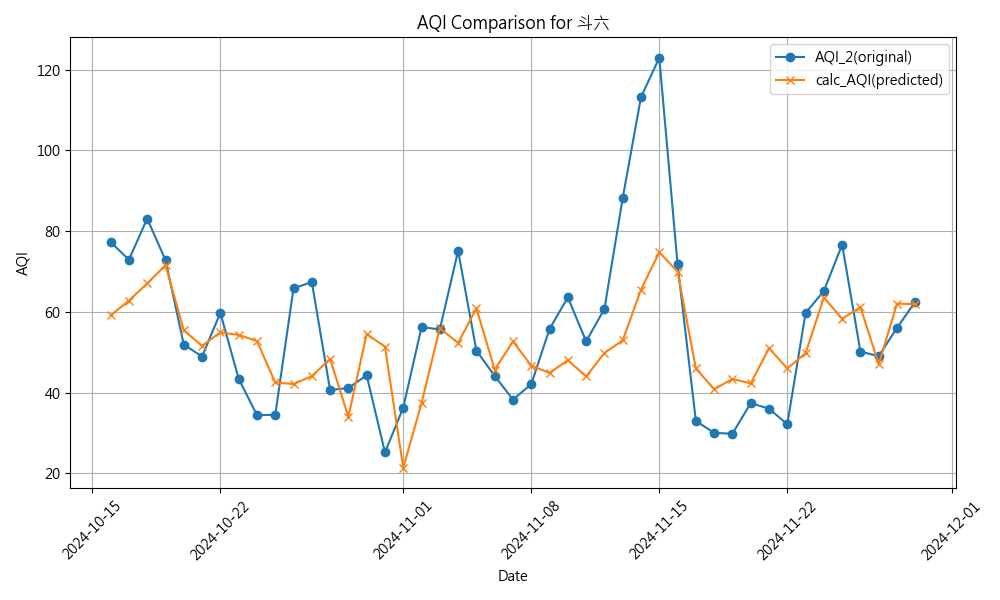 AQI Comparison for 斗六
AQI_2(original)
calc_AQI(predicted)
AQI
120
100
80
60
40
20
2024-10-15
2024-10-22
2024-11-01
2024-11-08
2024-11-15
2024-11-22
2024-12-01
Date